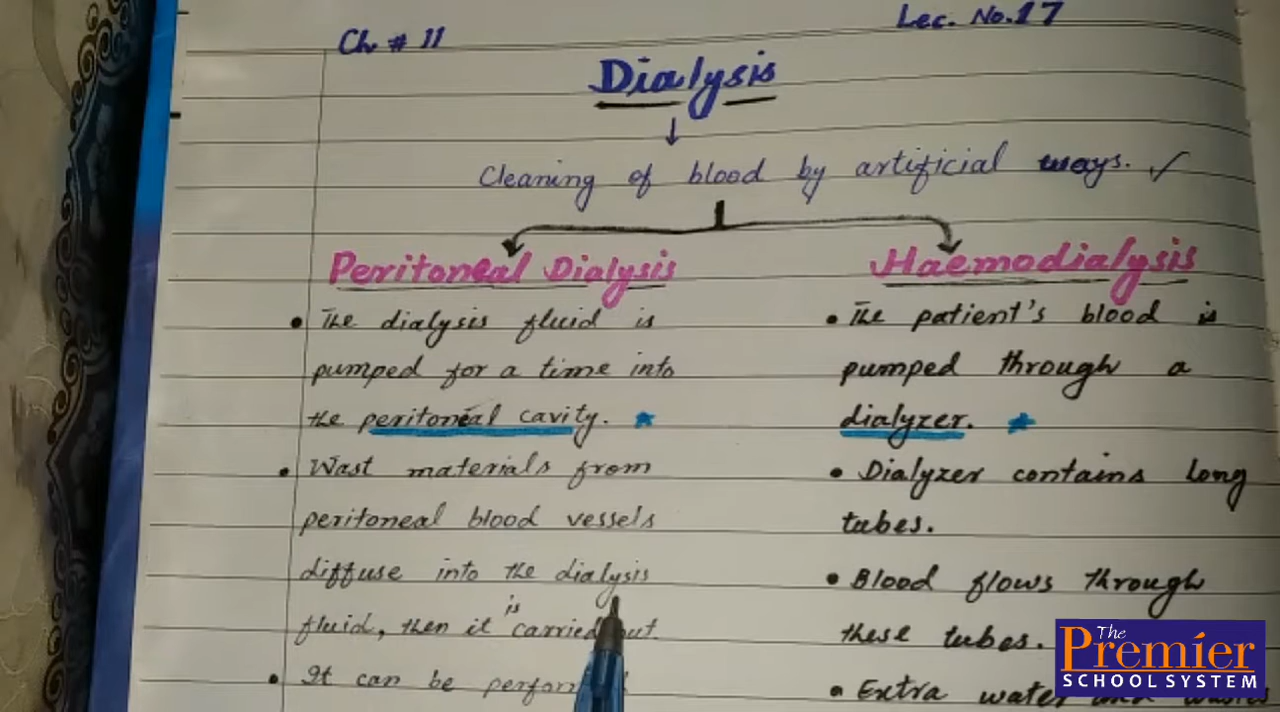 Ch # 11
Lec. No.17
Dialysis
Cleaning of blood by artificial ways.
Peritoneal Dialysis
• The dialysis fluid is
pumped for a time into
the peritoneal cavity.
• Wast materials from
peritoneal blood vessels
diffuse into the dialysis
fluid, then it is carried out
• It can be
Haemodialysis
• The patient's blood is
pumped through a
dialyzer.
• Dialyzer contains long
tubes.
• Blood flows through
these tubes.
• Extra water and wastes
The
Premier
SCHOOL SYSTEM